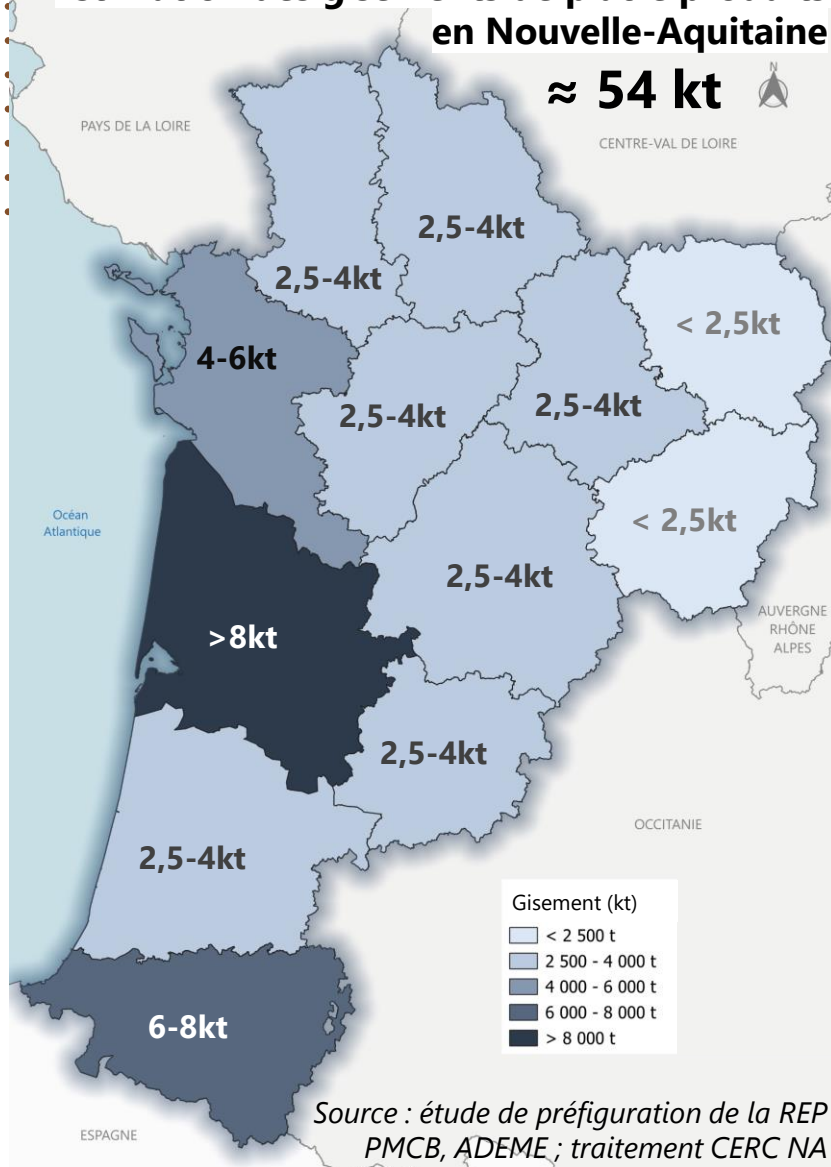 en Nouvelle-Aquitaine
≈ 54 kt
N
PAYS DE LA LOIRE
CENTRE-VAL DE LOIRE
2,5-4kt
2,5-4kt
< 2,5kt
4-6kt
2,5-4kt
2,5-4kt
Océan
Atlantique
< 2,5kt
2,5-4kt
AUVERGNE
RHÔNE
ALPES
>8kt
2,5-4kt
OCCITANIE
2,5-4kt
Gisement (kt)
< 2 500 t
2 500 - 4 000 t
4 000 - 6 000 t
6 000 - 8 000 t
> 8 000 t
6-8kt
ESPAGNE
Source : étude de préfiguration de la REP
PMCB, ADEME ; traitement CERC NA